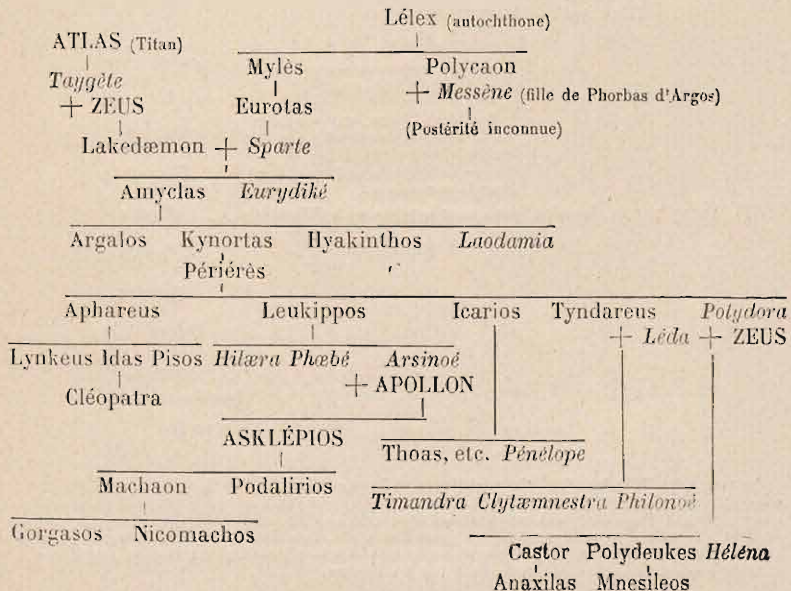 Lélex (autochthone)
ATLAS (Titan)
Mylès Polycaon
Taygète + Messène (fille de Phorbas d'Argos)
+ ZEUS Eurotas
(Postérité inconnue)
Lakedæmon + Sparte
Amyclas Eurydiké
Argalos Kynortas Hyakinthos Laodamia
Périérès
Aphareus Leukippos Icarios Tyndareus Polydora
+ Léda + ZEUS
Lynkeus Idas Pisos Hilæra Phœbé Arsinoé
+ APOLLON
Cléopatra
ASKLÉPIOS
Thoas, etc. Pénélope
Machaon Podalirios
Timandra Clytæmnestra Philonoé
Gorgasos Nicomachos
Castor Polydeukes Héléna
Anaxilas Mnesileos